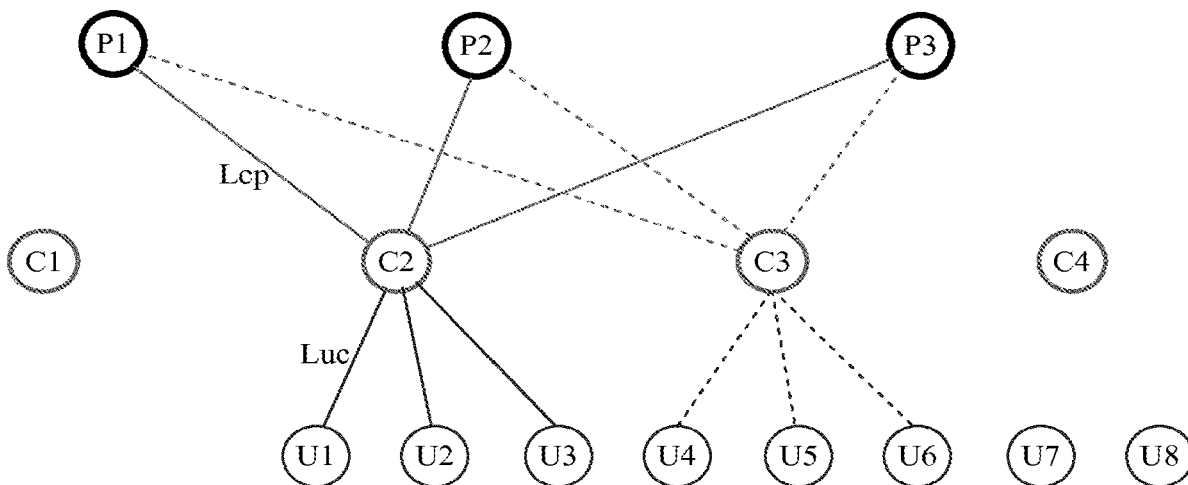 P1 P2 P3
Lcp
C1 C2 C3 C4
Luc
U1 U2 U3 U4 U5 U6 U7 U8